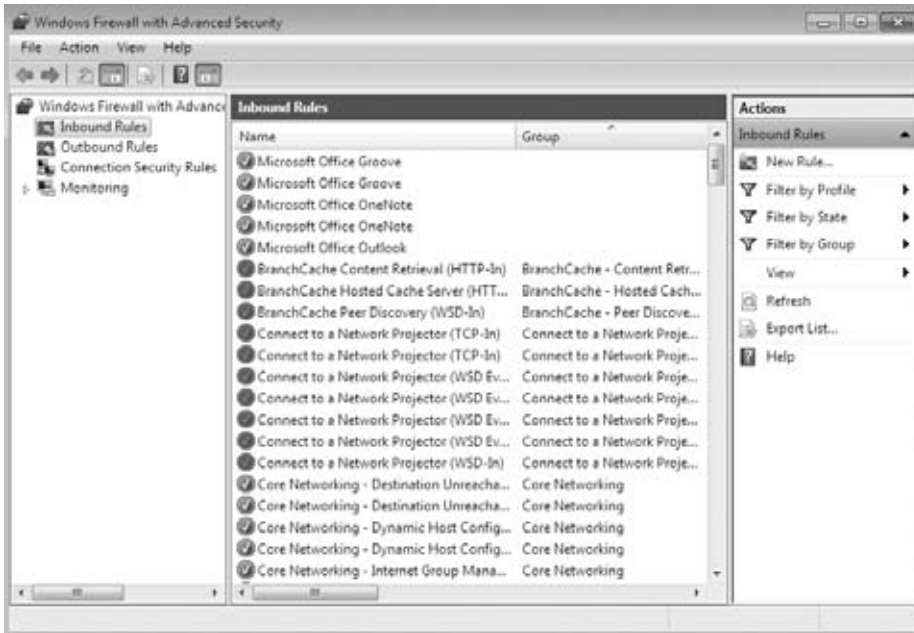 Windows Firewall with Advanced Security
File Action View Help
Windows Firewall with Advanc
Inbound Rules
Outbound Rules
Connection Security Rules
Monitoring
Inbound Rules
Name Group
Microsoft Office Groove
Microsoft Office Groove
Microsoft Office OneNote
Microsoft Office OneNote
Microsoft Office Outlook
BranchCache Content Retrieval (HTTP-In) BranchCache - Content Retr...
BranchCache Hosted Cache Server (HTT... BranchCache - Hosted Cach...
BranchCache Peer Discovery (WSD-In) BranchCache - Peer Discove...
Connect to a Network Projector (TCP-In) Connect to a Network Proje...
Connect to a Network Projector (TCP-In) Connect to a Network Proje...
Connect to a Network Projector (WSD Ev... Connect to a Network Proje...
Connect to a Network Projector (WSD Ev... Connect to a Network Proje...
Connect to a Network Projector (WSD Ev... Connect to a Network Proje...
Connect to a Network Projector (WSD Ev... Connect to a Network Proje...
Connect to a Network Projector (WSD-In) Connect to a Network Proje...
Core Networking - Destination Unreacha... Core Networking
Core Networking - Destination Unreacha... Core Networking
Core Networking - Dynamic Host Config... Core Networking
Core Networking - Dynamic Host Config... Core Networking
Core Networking - Internet Group Mana... Core Networking
Actions
Inbound Rules
New Rule...
Filter by Profile
Filter by State
Filter by Group
View
Refresh
Export List...
Help